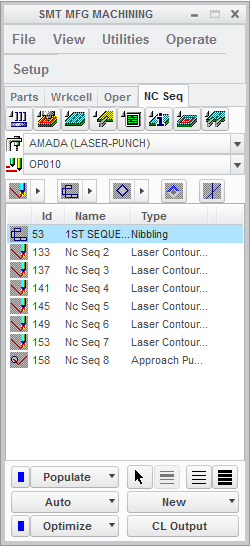 SMT MFG MACHINING
File View Utilities Operate
Setup
Parts Wrkcell Oper NC Seq
AMADA (LASER-PUNCH)
OP010
Id Name Type
53 1ST SEQUE... Nibbling
133 Nc Seq 2 Laser Contour...
137 Nc Seq 3 Laser Contour...
141 Nc Seq 4 Laser Contour...
145 Nc Seq 5 Laser Contour...
149 Nc Seq 6 Laser Contour...
153 Nc Seq 7 Laser Contour...
158 Nc Seq 8 Approach Pu...
Populate
Auto New
Optimize CL Output